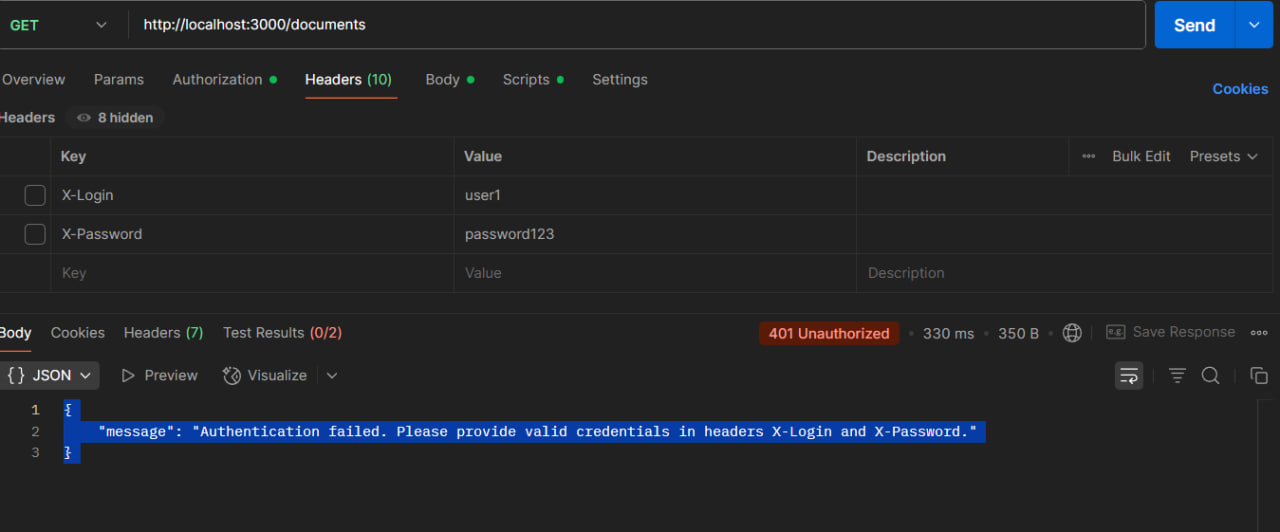 GET http://localhost:3000/documents Send
Overview Params Authorization Headers (10) Body Scripts Settings Cookies
Headers 8 hidden
Key Value Description Bulk Edit Presets
X-Login user1
X-Password password123
Key Value Description
Body Cookies Headers (7) Test Results (0/2) 401 Unauthorized 330 ms 350 B e.g. Save Response
{} JSON Preview Visualize
1 {
2 "message": "Authentication failed. Please provide valid credentials in headers X-Login and X-Password."
3 }